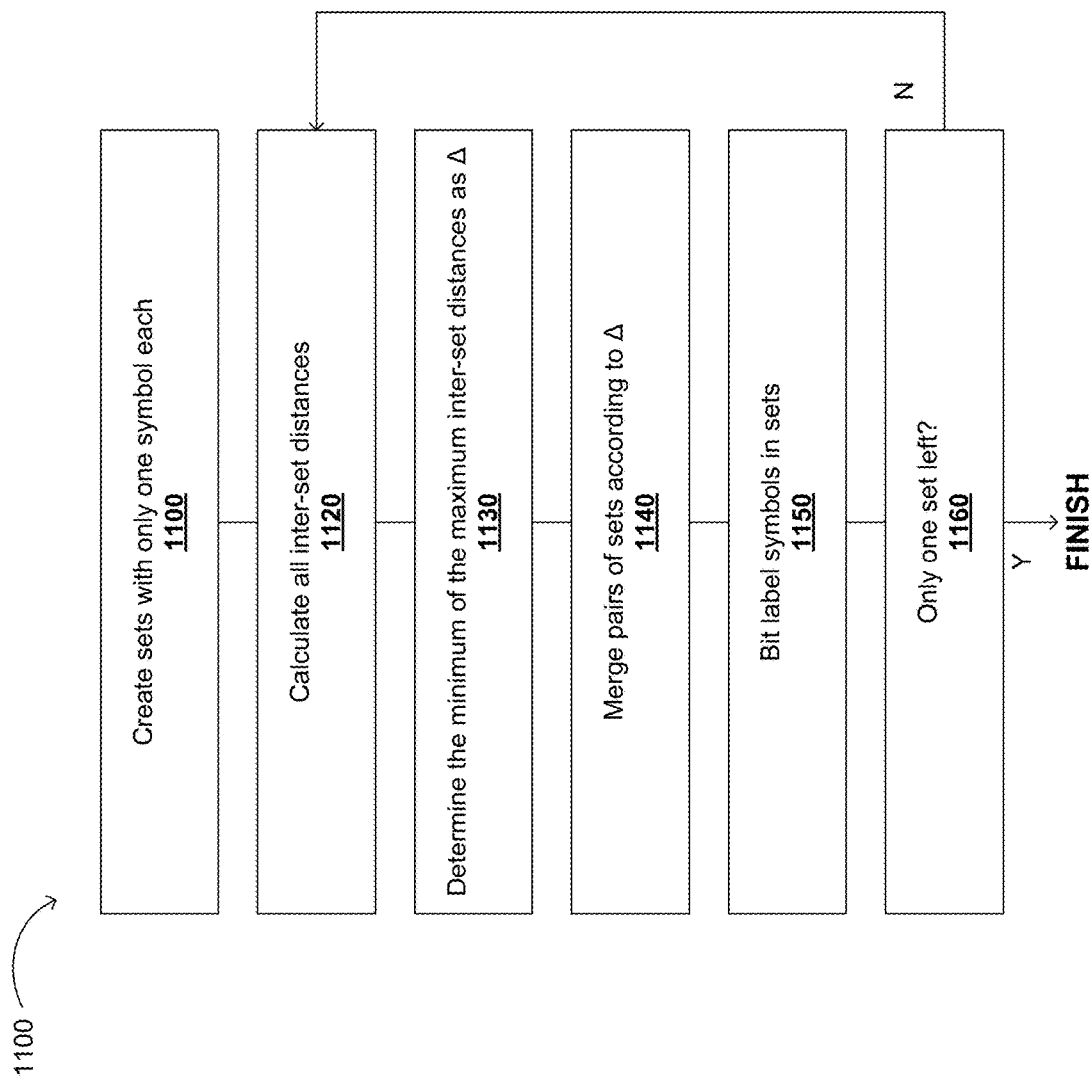 1100
Create sets with only one symbol each
1100
Calculate all inter-set distances
1120
Determine the minimum of the maximum inter-set distances as Δ
1130
Merge pairs of sets according to Δ
1140
Bit label symbols in sets
1150
Only one set left?
1160
N
Y
FINISH